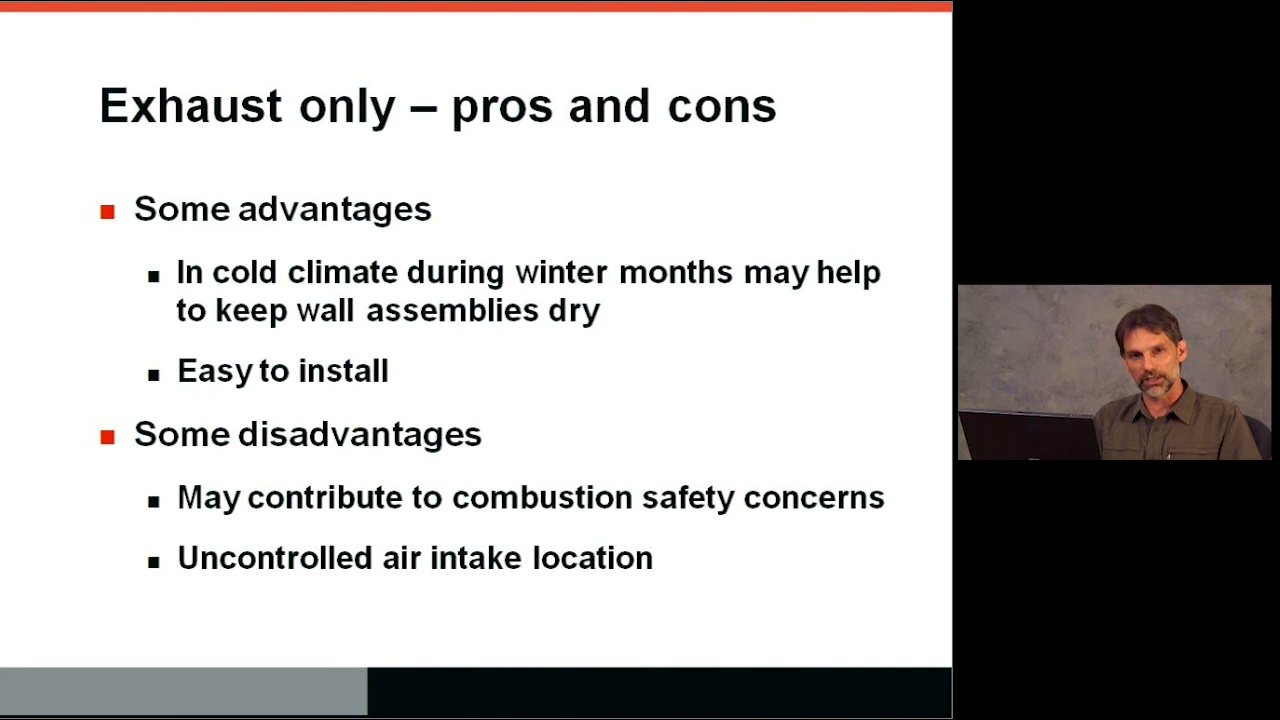 Exhaust only – pros and cons
Some advantages
In cold climate during winter months may help
to keep wall assemblies dry
Easy to install
Some disadvantages
May contribute to combustion safety concerns
Uncontrolled air intake location